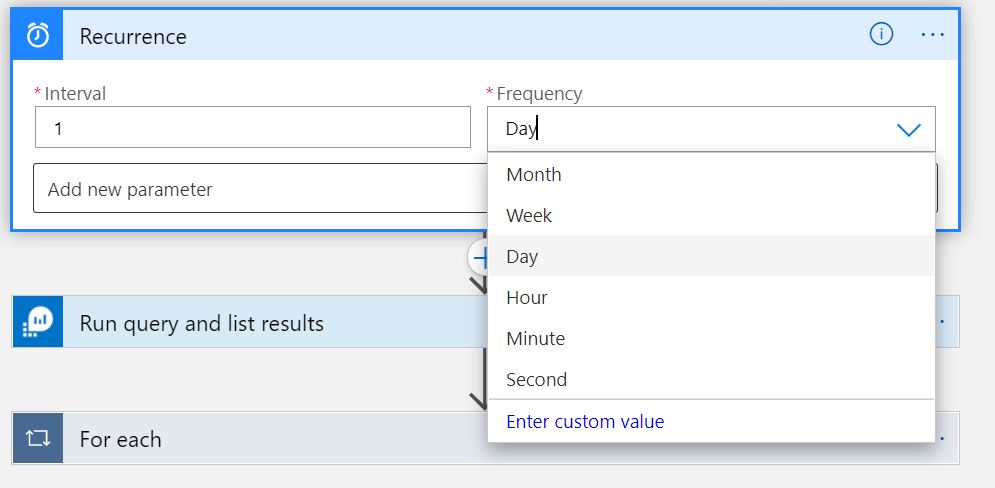 Recurrence
* Interval
* Frequency
1
Day
Add new parameter
Month
Week
Day
Hour
Minute
Second
Enter custom value
Run query and list results
For each